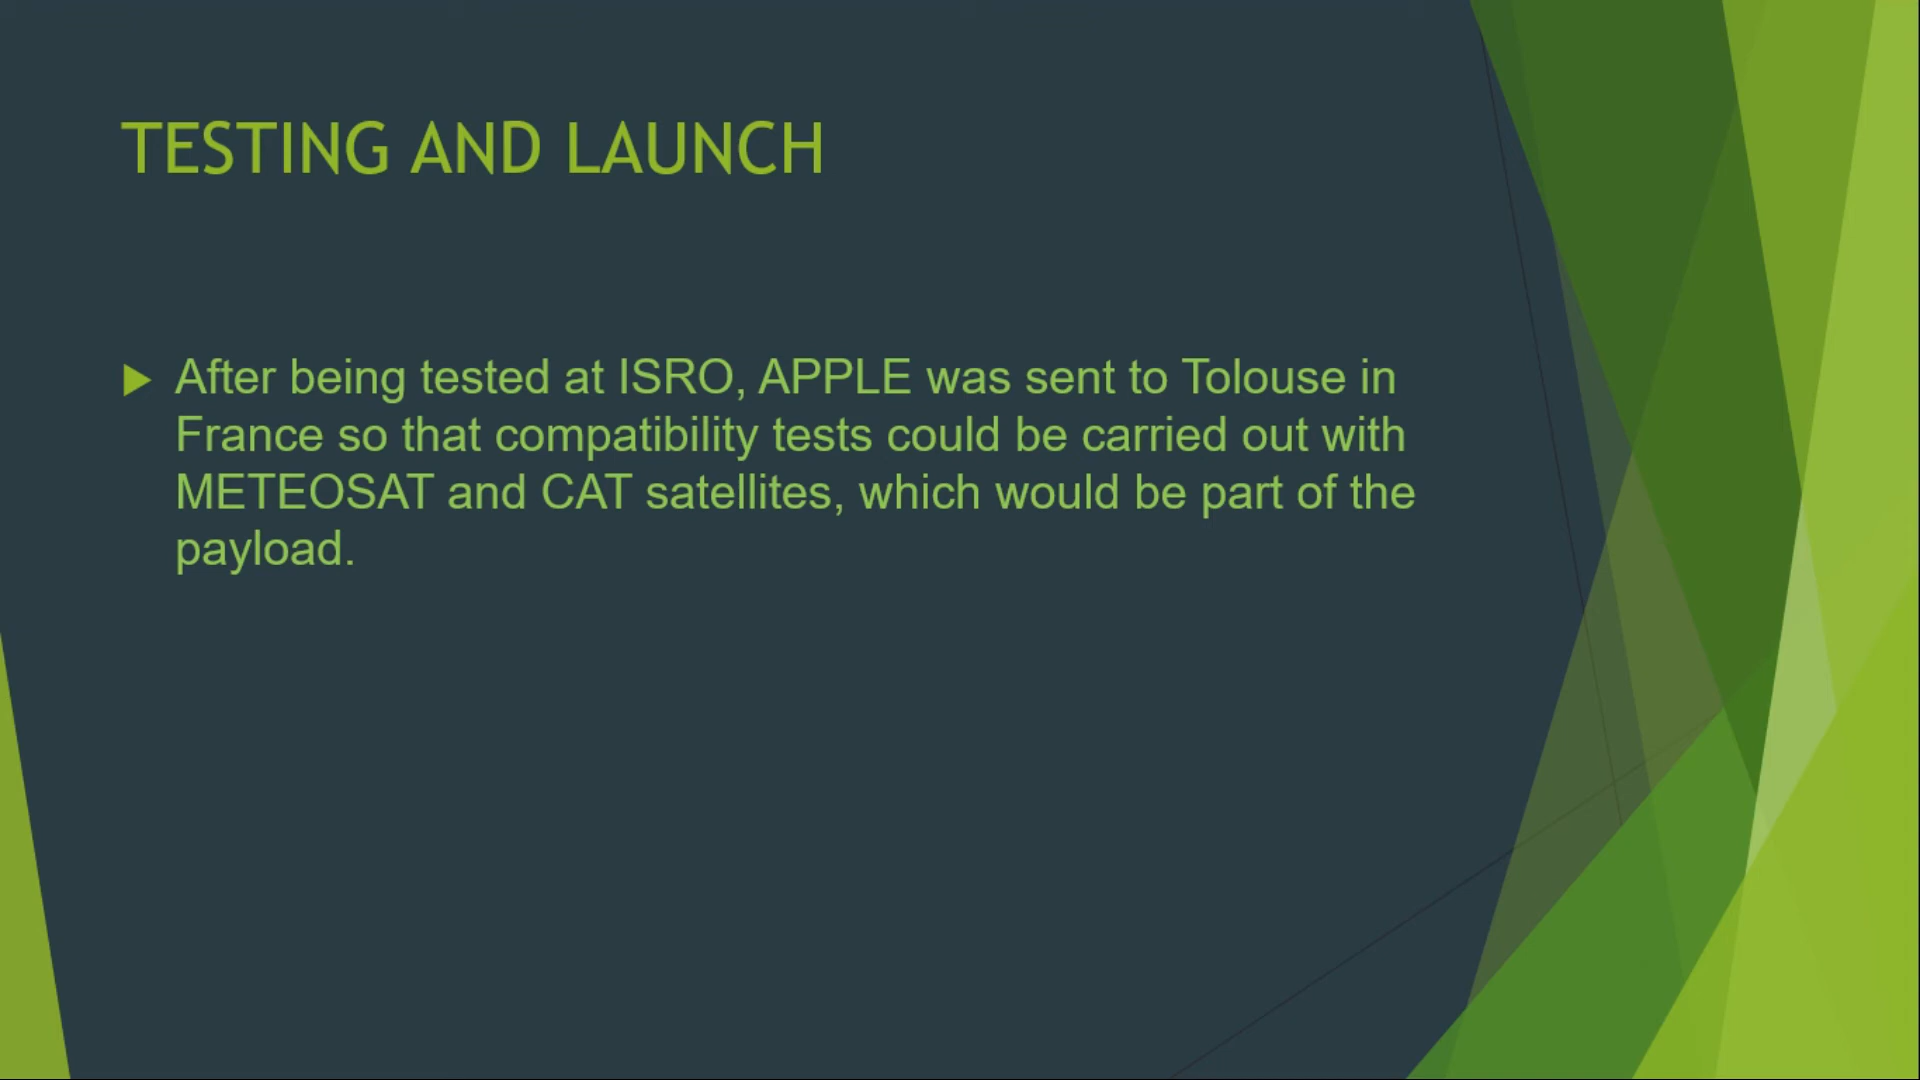 TESTING AND LAUNCH
After being tested at ISRO, APPLE was sent to Tolouse in
France so that compatibility tests could be carried out with
METEOSAT and CAT satellites, which would be part of the
payload.